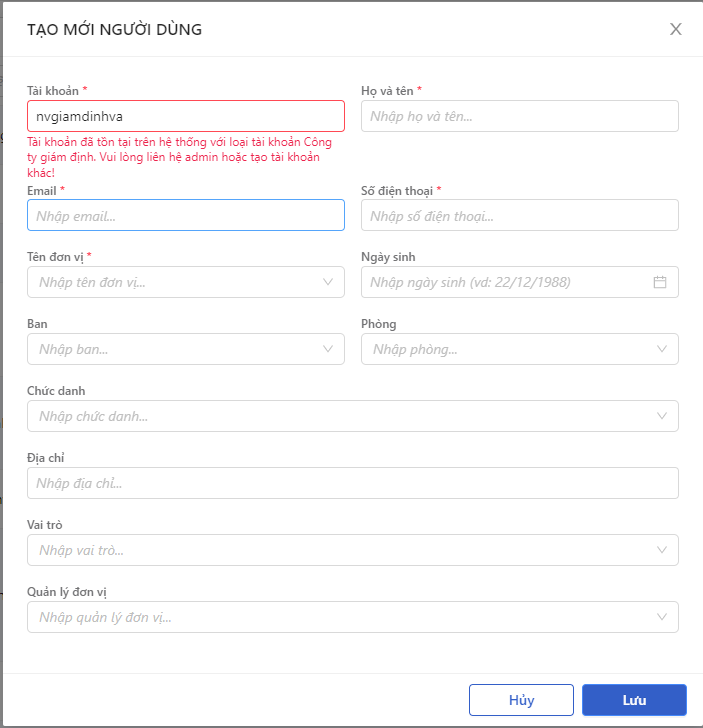 TẠO MỚI NGƯỜI DÙNG
Tài khoản *
Họ và tên *
nvgiamdinhva
Nhập họ và tên...
Tài khoản đã tồn tại trên hệ thống với loại tài khoản Công
ty giám định. Vui lòng liên hệ admin hoặc tạo tài khoản
khác!
Email *
Số điện thoại *
Nhập email...
Nhập số điện thoại...
Tên đơn vị *
Ngày sinh
Nhập tên đơn vị...
Nhập ngày sinh (vd: 22/12/1988)
Ban
Phòng
Nhập ban...
Nhập phòng...
Chức danh
Nhập chức danh...
Địa chỉ
Nhập địa chỉ...
Vai trò
Nhập vai trò...
Quản lý đơn vị
Nhập quản lý đơn vị...
Hủy
Lưu